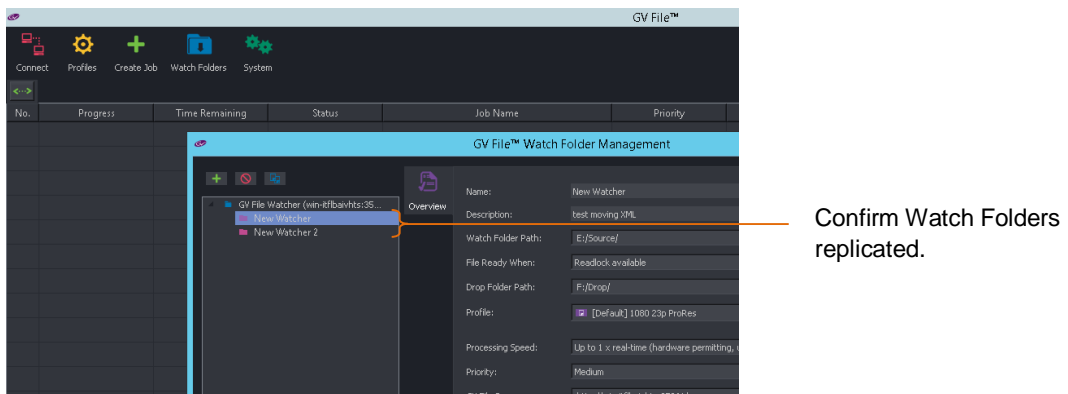 GV File™
Connect Profiles Create Job Watch Folders System
No. Progress Time Remaining Status Job Name Priority
GV File™ Watch Folder Management
GV File Watcher (win-itfbaivhts:35...
New Watcher
New Watcher 2
Overview
Name: New Watcher
Description: test moving XML
Watch Folder Path: E:/Source/
File Ready When: Readlock available
Drop Folder Path: F:/Drop/
Profile: [Default] 1080 23p ProRes
Processing Speed: Up to 1 x real-time (hardware permitting,
Priority: Medium
Confirm Watch Folders
replicated.